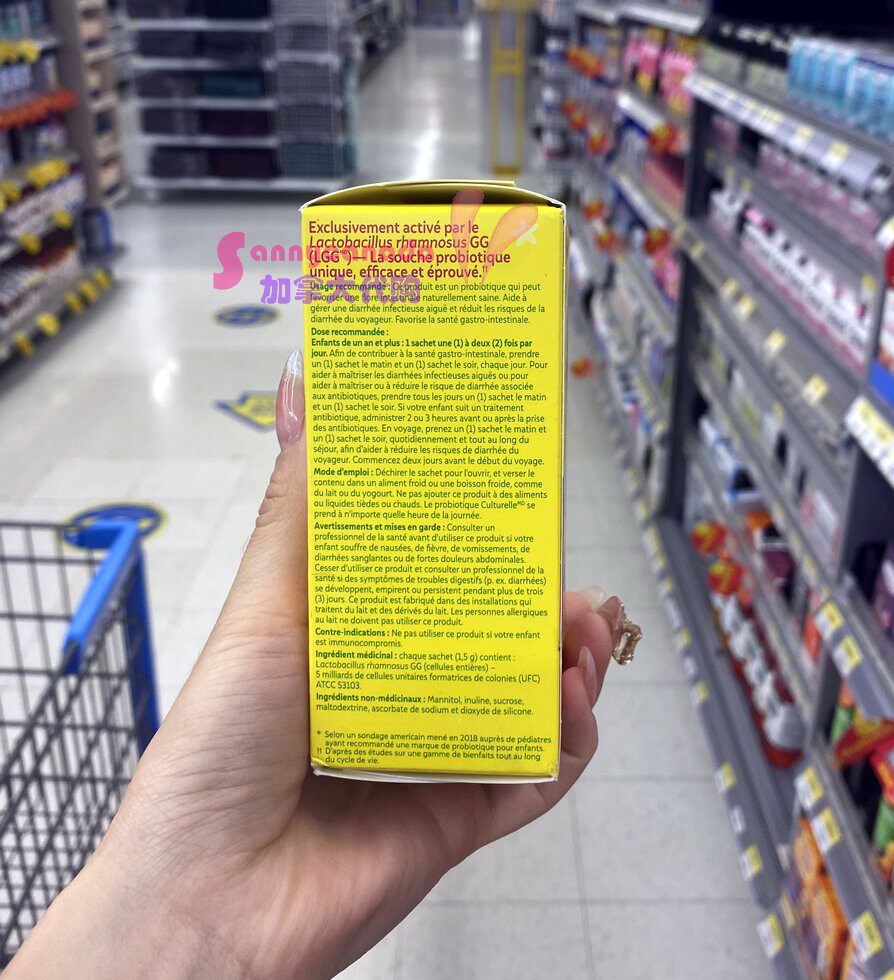 Exclusivement activé par le
Lactobacillus rhamnosus GG
(LGG — La souche probiotique
unique, efficace et éprouvé.††
Sanny canada
加拿大代购
Usage recommandé : Ce produit est un probiotique qui peut
favoriser une flore naturellement saine. Aide à
gérer une diarrhée infectieuse aiguë et réduit les risques de la
diarrhée du voyageur. Favorise la santé gastro-intestinale.
Dose recommandée :
Enfants de un an et plus : 1 sachet une (1) à deux (2) fois par
jour. Afin de contribuer à la santé gastro-intestinale, prendre
un (1) sachet le matin et un (1) sachet le soir, chaque jour. Pour
aider à maîtriser les diarrhées infectieuses aiguës ou pour
aider à maîtriser ou à réduire le risque de diarrhée associée
aux antibiotiques, prendre tous les jours un (1) sachet le matin
et un (1) sachet le soir. Si votre enfant suit un traitement
antibiotique, administrer 2 ou 3 heures avant ou après la prise
des antibiotiques. En voyage, prenez un (1) sachet le matin et
un (1) sachet le soir, quotidiennement et tout au long du
séjour, afin d'aider à réduire les risques de diarrhée du
voyageur. Commencez deux jours avant le début du voyage.
Mode d'emploi : Déchirer le sachet pour l'ouvrir, et verser le
contenu dans un aliment froid ou une boisson froide, comme
du lait ou du yogourt. Ne pas ajouter ce produit à des aliments
ou liquides tièdes ou chauds. Le probiotique Culturelle se
prend à n'importe quelle heure de la journée.
Avertissements et mises en garde : Consulter un
professionnel de la santé avant d'utiliser ce produit si votre
enfant souffre de nausées, de fièvre, de vomissements, de
diarrhées sanglantes ou de fortes douleurs abdominales.
Cesser d'utiliser ce produit et consulter un professionnel de la
santé si des symptômes de troubles digestifs (p. ex. diarrhées)
se développent, empirent ou persistent pendant plus de trois
(3) jours. Ce produit est fabriqué dans des installations qui
traitent du lait et des dérivés du lait. Les personnes allergiques
au lait ne doivent pas utiliser ce produit.
Contre-indications : Ne pas utiliser ce produit si votre enfant
est immunocompromis.
Ingrédient médicinal : chaque sachet (1,5 g) contient :
Lactobacillus rhamnosus GG (cellules entières) –
5 milliards de cellules unitaires formatrices de colonies (UFC)
ATCC 53103.
Ingrédients non-médicinaux : Mannitol, inuline, sucrose,
maltodextrine, ascorbate de sodium et dioxyde de silicone.
* Selon un sondage americain mené en 2018 auprès de pédiatres
ayant recommandé une marque de probiotique pour enfants.
†† D'après des études sur une gamme de bienfaits tout au long
du cycle de vie.